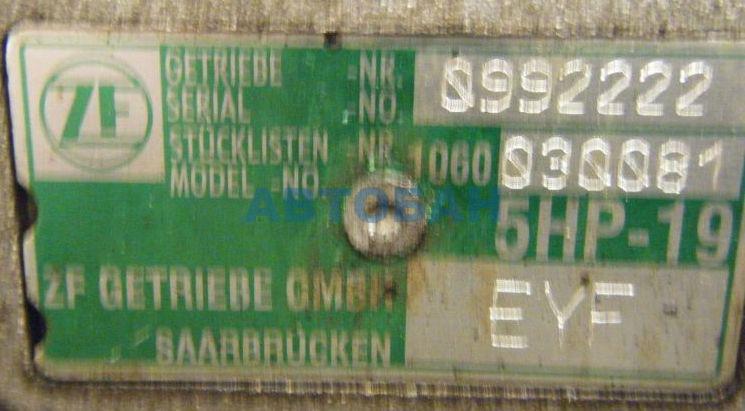 ZF
GETRIEBE -NR. 0992222
SERIAL -NO.
STÜCKLISTEN -NR. 1060 030081
MODEL -NO.
АВТОБАН
5HP-19
ZF GETRIEBE GMBH
EYF
SAARBRÜCKEN